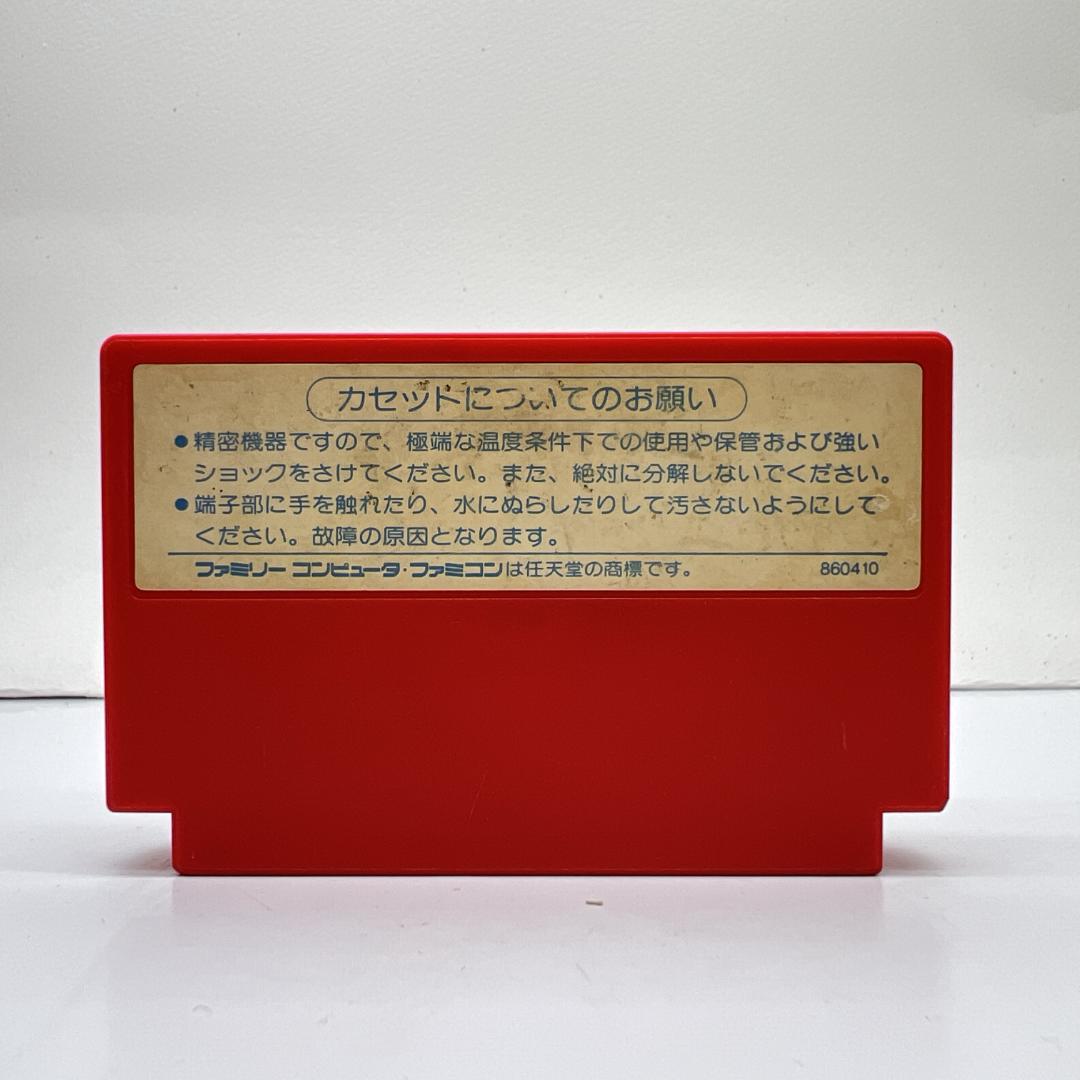 カセットについてのお願い
●精密機器ですので、極端な温度条件下での使用や保管および強い
ショックをさけてください。また、絶対に分解しないでください。
●端子部に手を触れたり、水にぬらしたりして汚さないようにして
ください。故障の原因となります。
ファミリー コンピュータ・ファミコンは任天堂の商標です。 860410